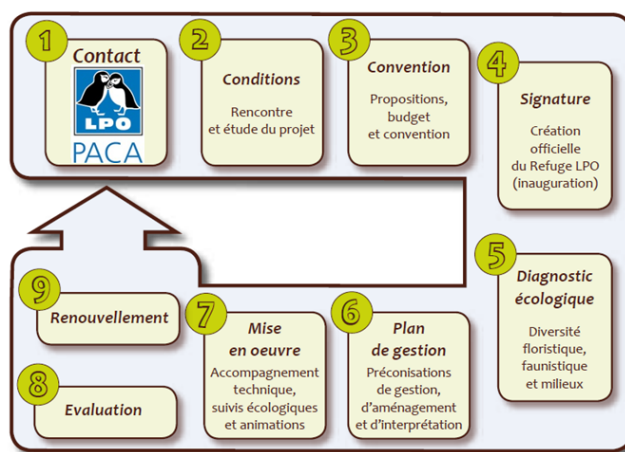 1
Contact
LPO
PACA
2
Conditions
Rencontre
et étude du projet
3
Convention
Propositions,
budget
et convention
4
Signature
Création
officielle
du Refuge LPO
(inauguration)
5
Diagnostic
écologique
Diversité
floristique,
faunistique
et milieux
6
Plan
de gestion
Préconisations
de gestion,
d'aménagement
et d'interprétation
7
Mise
en oeuvre
Accompagnement
technique,
suivis écologiques
et animations
8
Evaluation
9
Renouvellement